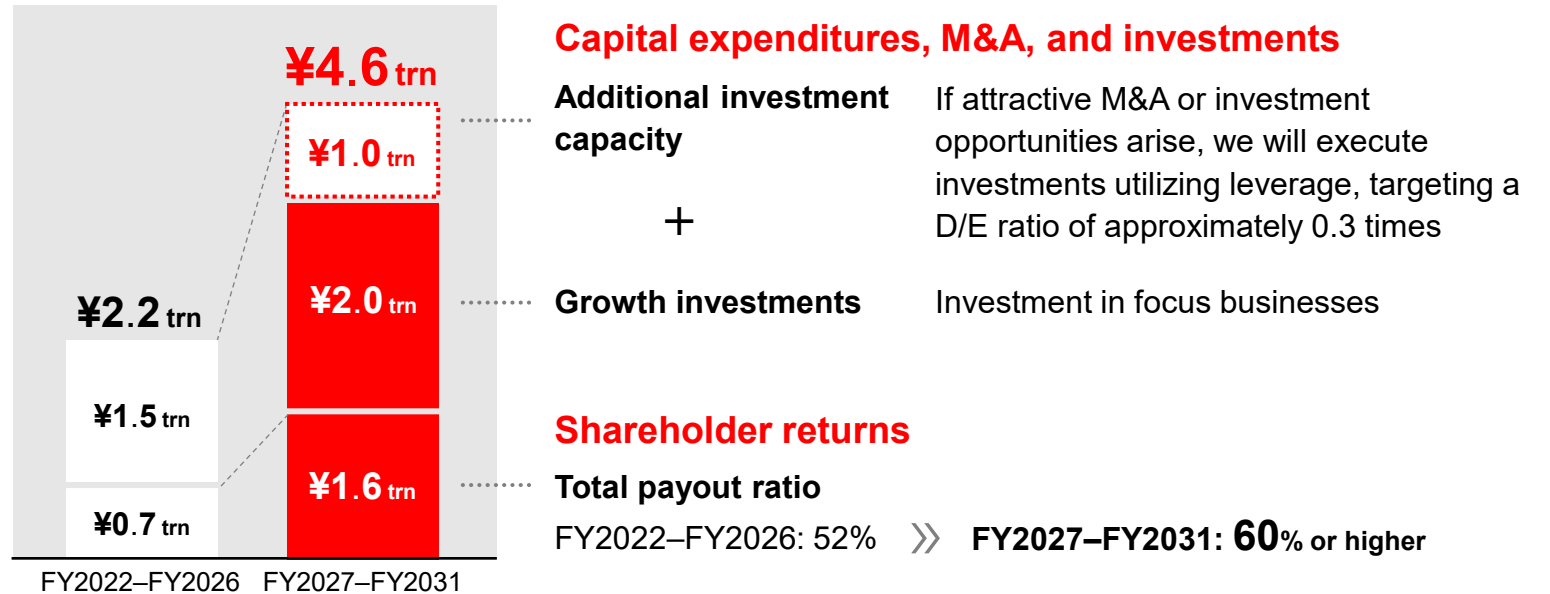 ¥4.6 trn
¥1.0 trn
¥2.0 trn
¥1.6 trn
¥2.2 trn
¥1.5 trn
¥0.7 trn
FY2022–FY2026
FY2027–FY2031
Capital expenditures, M&A, and investments
Additional investment
capacity
If attractive M&A or investment
opportunities arise, we will execute
investments utilizing leverage, targeting a
D/E ratio of approximately 0.3 times
+
Growth investments
Investment in focus businesses
Shareholder returns
Total payout ratio
FY2022–FY2026: 52% » FY2027–FY2031: 60% or higher